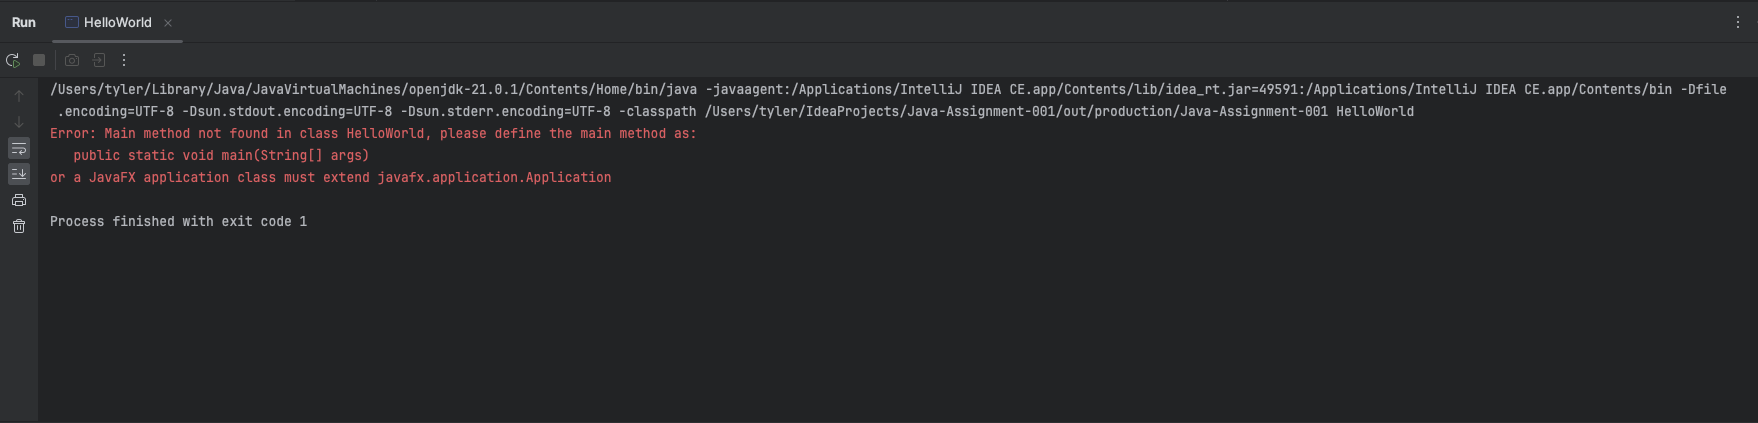 Run HelloWorld
/Users/tyler/Library/Java/JavaVirtualMachines/openjdk-21.0.1/Contents/Home/bin/java -javaagent:/Applications/IntelliJ IDEA CE.app/Contents/lib/idea_rt.jar=49591:/Applications/IntelliJ IDEA CE.app/Contents/bin -Dfile
.encoding=UTF-8 -Dsun.stdout.encoding=UTF-8 -Dsun.stderr.encoding=UTF-8 -classpath /Users/tyler/IdeaProjects/Java-Assignment-001/out/production/Java-Assignment-001 HelloWorld
Error: Main method not found in class HelloWorld, please define the main method as:
public static void main(String[] args)
or a JavaFX application class must extend javafx.application.Application
Process finished with exit code 1